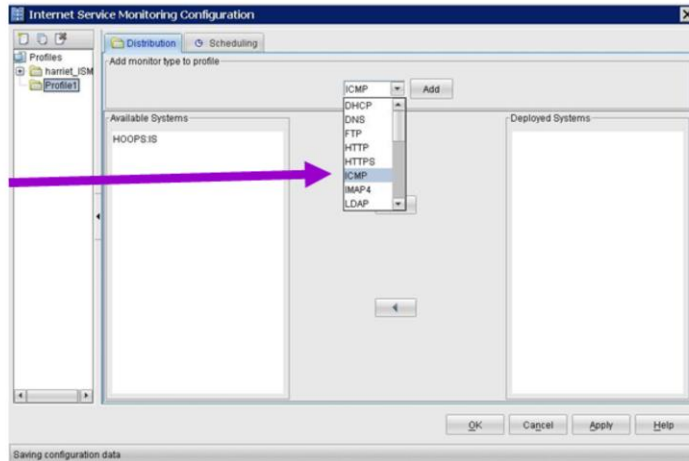 Internet Service Monitoring Configuration
Profiles
harriet_ISM
Profile1
Distribution
Scheduling
Add monitor type to profile
ICMP
Add
DHCP
DNS
FTP
HTTP
HTTPS
ICMP
IMAP4
LDAP
Available Systems
HOOPS:IS
Deployed Systems
OK
Cancel
Apply
Help
Saving configuration data